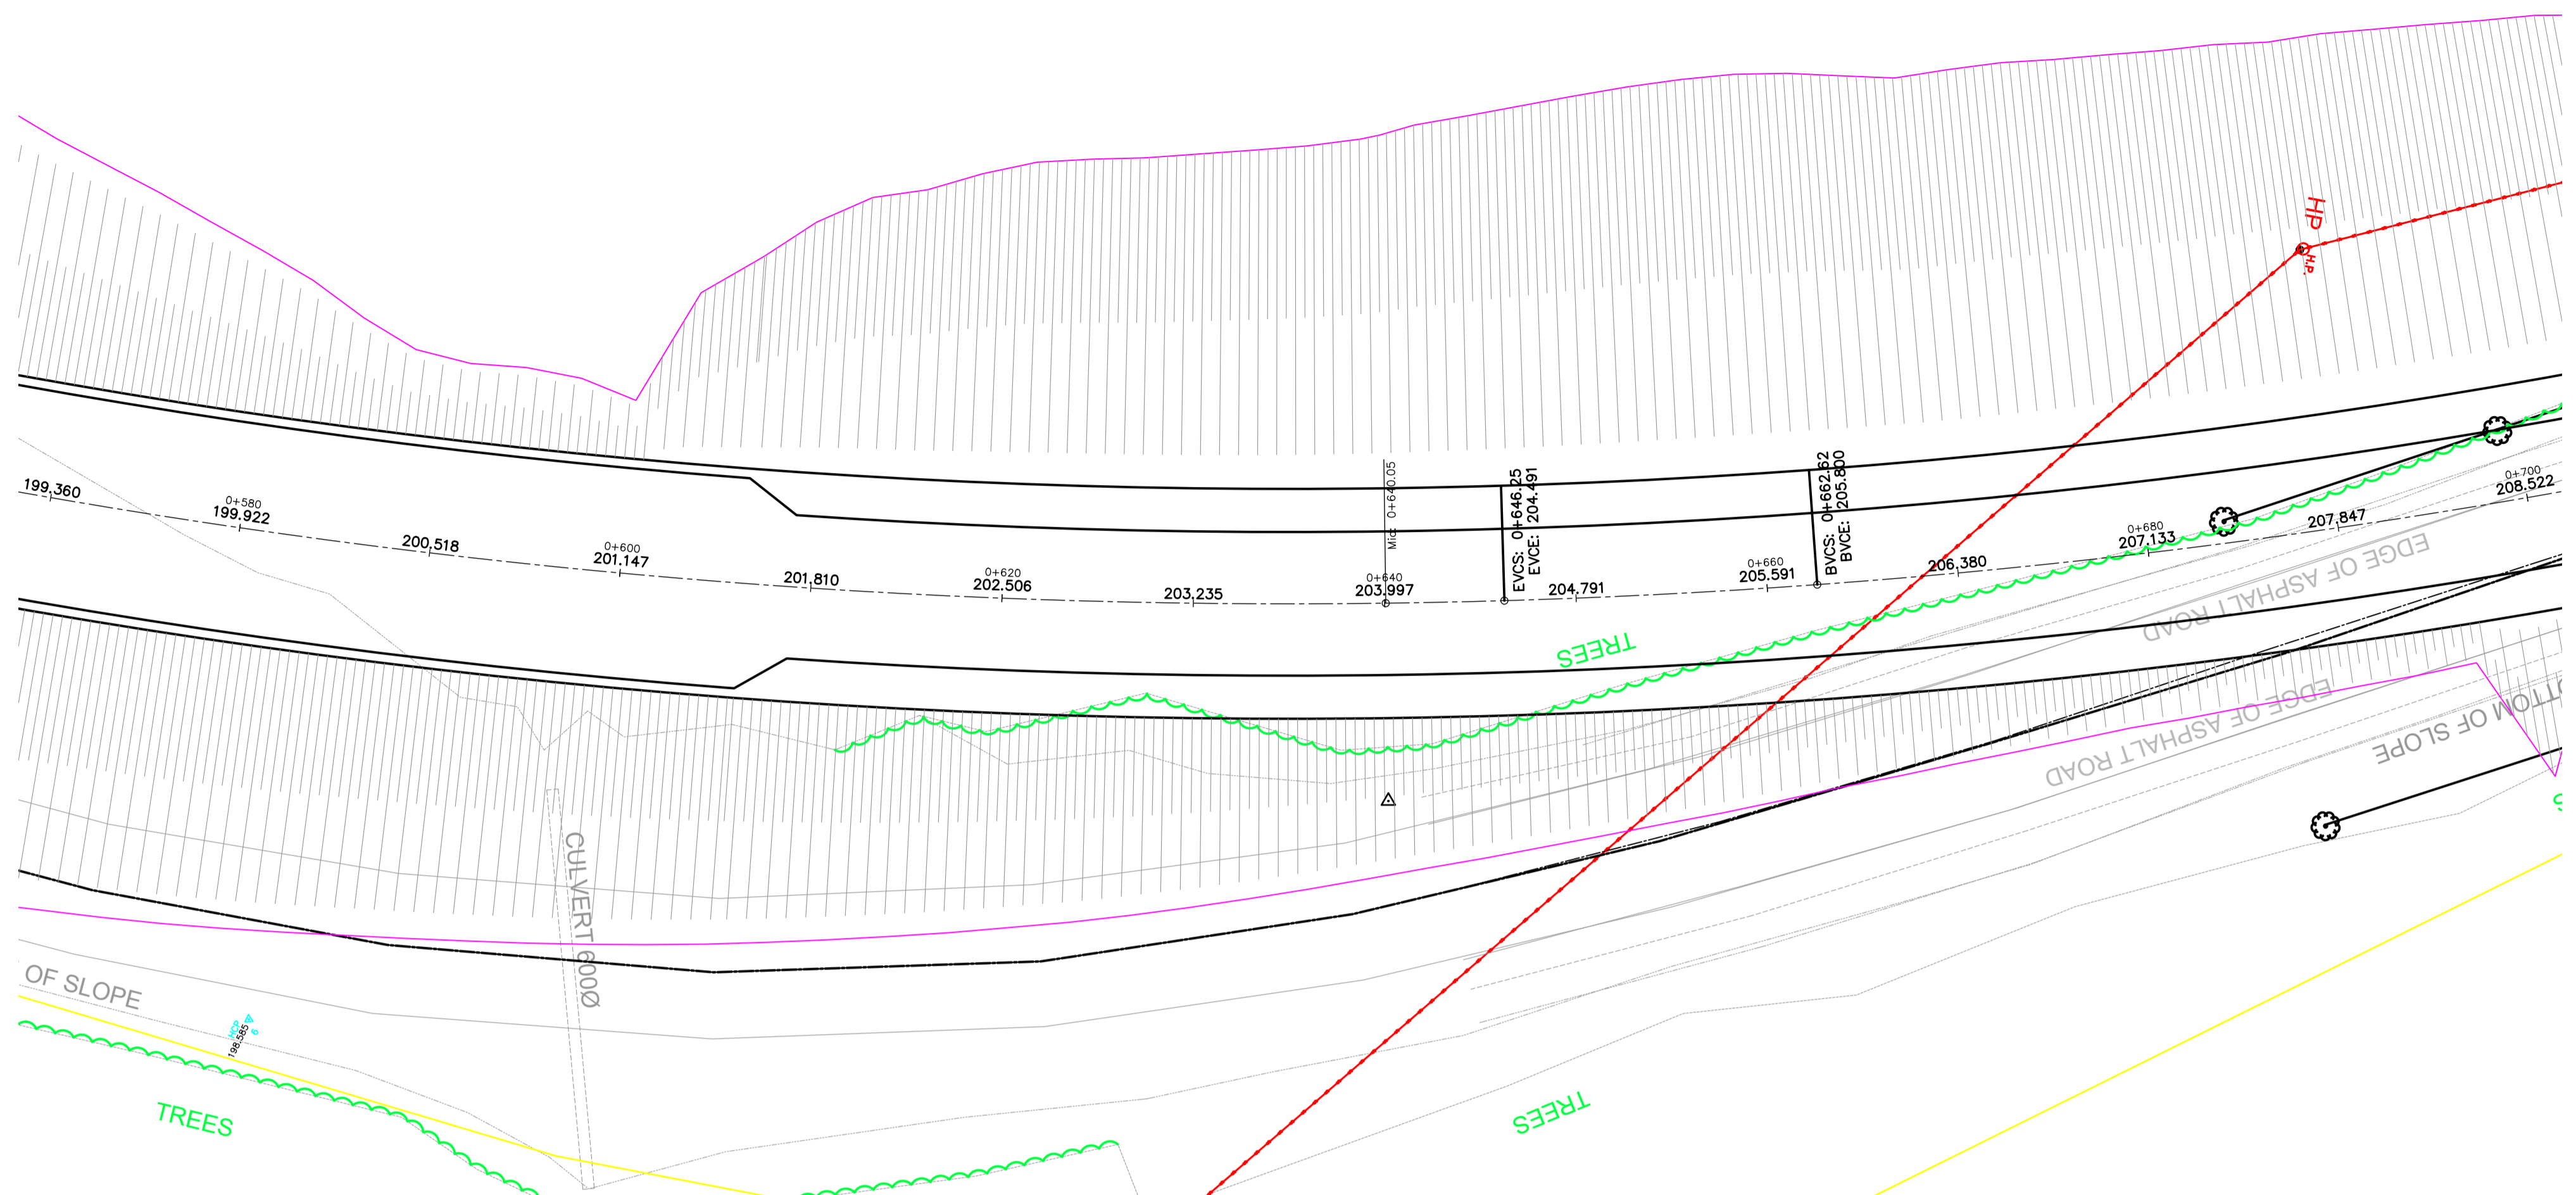 HP
H.P.
199.360
0+580
199.922
200.518
0+600
201.147
201.810
0+620
202.506
203.235
Mic: 0+640.05
0+640
203.997
EVCS: 0+646.25
EVCE: 204.491
204.791
0+660
205.591
BVCS: 0+662.62
BVCE: 205.800
206.380
0+680
207.133
207.847
0+700
208.522
EDGE OF ASPHALT ROAD
TREES
EDGE OF ASPHALT ROAD
OTTOM OF SLOPE
S
CULVERT 600Ø
OF SLOPE
HCP
6
198.585
TREES
TREES